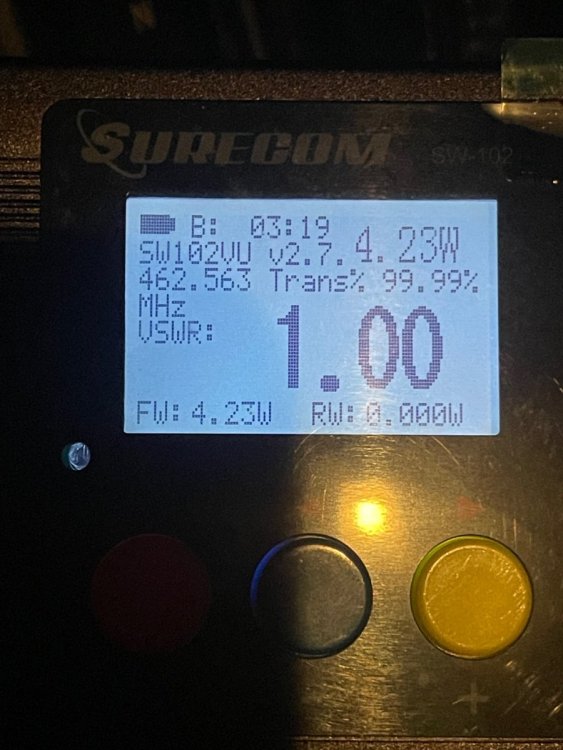 SURECOM
SW-102
B: 03:19
SW102VU v2.7. 4.23W
462.563 Trans% 99.99%
MHz
VSWR: 1.00
FW: 4.23W RW: 0.000W
+